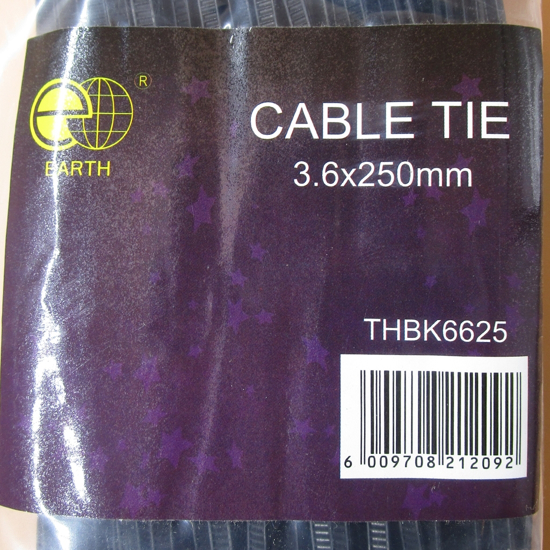 e
®
EARTH
CABLE TIE
3.6x250mm
THBK6625
6 009708 212092